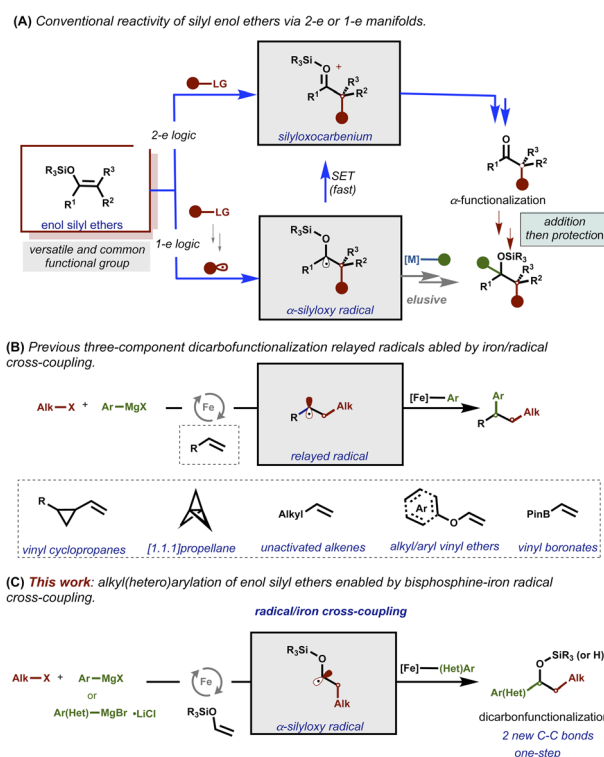 (A) Conventional reactivity of silyl enol ethers via 2-e or 1-e manifolds.
R3Si
O
+
R1
R3
R2
silyloxocarbenium
LG
2-e logic
R3SiO
R3
R1
R2
enol silyl ethers
versatile and common
functional group
1-e logic
LG
SET
(fast)
R3Si
O
R1
R3
R2
α-silyloxy radical
[M]
elusive
O
R1
R3
R2
α-functionalization
addition
then protection
OSiR3
R1
R3
R2
(B) Previous three-component dicarbofunctionalization relayed radicals abled by iron/radical
cross-coupling.
Alk—X + Ar—MgX
Fe
R
R
Alk
relayed radical
[Fe]—Ar
Ar
R
Alk
R
vinyl cyclopropanes
[1.1.1]propellane
Alkyl
unactivated alkenes
Ar
O
alkyl/aryl vinyl ethers
PinB
vinyl boronates
(C) This work: alkyl(hetero)arylation of enol silyl ethers enabled by bisphosphine-iron radical
cross-coupling.
radical/iron cross-coupling
Alk—X + Ar—MgX
or
Ar(Het)—MgBr •LiCl
Fe
R3SiO
R3Si
O
Alk
α-silyloxy radical
[Fe]—(Het)Ar
SiR3 (or H)
O
Ar(Het)
Alk
dicarbonfunctionalization
2 new C-C bonds
one-step